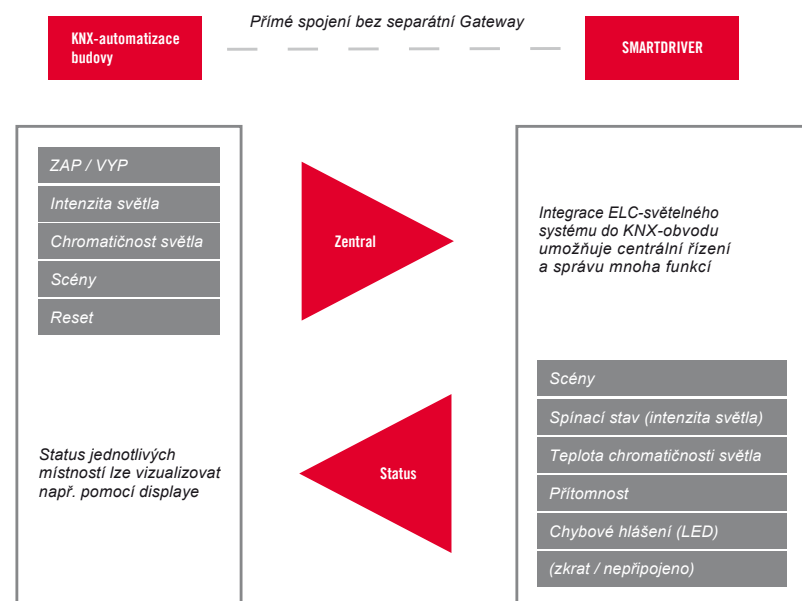 Přímé spojení bez separátní Gateway
KNX-automatizace
budovy
SMARTDRIVER
ZAP / VYP
Intenzita světla
Chromatičnost světla
Scény
Reset
Zentral
Integrace ELC-světelného
systému do KNX-obvodu
umožňuje centrální řízení
a správu mnoha funkcí
Status jednotlivých
místností lze vizualizovat
např. pomocí displaye
Status
Scény
Spínací stav (intenzita světla)
Teplota chromatičnosti světla
Přítomnost
Chybové hlášení (LED)
(zkrat / nepřipojeno)